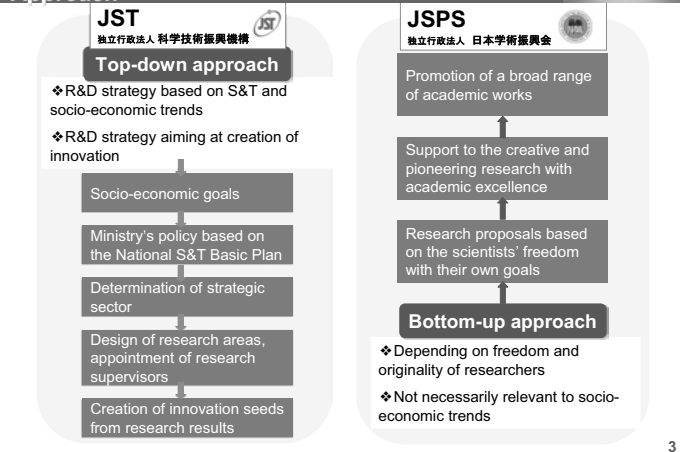 Approach
JST
独立行政法人 科学技術振興機構
JST
Top-down approach
❖R&D strategy based on S&T and
socio-economic trends
❖R&D strategy aiming at creation of
innovation
Socio-economic goals
Ministry's policy based on
the National S&T Basic Plan
Determination of strategic
sector
Design of research areas,
appointment of research
supervisors
Creation of innovation seeds
from research results
JSPS
独立行政法人 日本学術振興会
Promotion of a broad range
of academic works
Support to the creative and
pioneering research with
academic excellence
Research proposals based
on the scientists' freedom
with their own goals
Bottom-up approach
❖Depending on freedom and
originality of researchers
❖Not necessarily relevant to socio-
economic trends
3